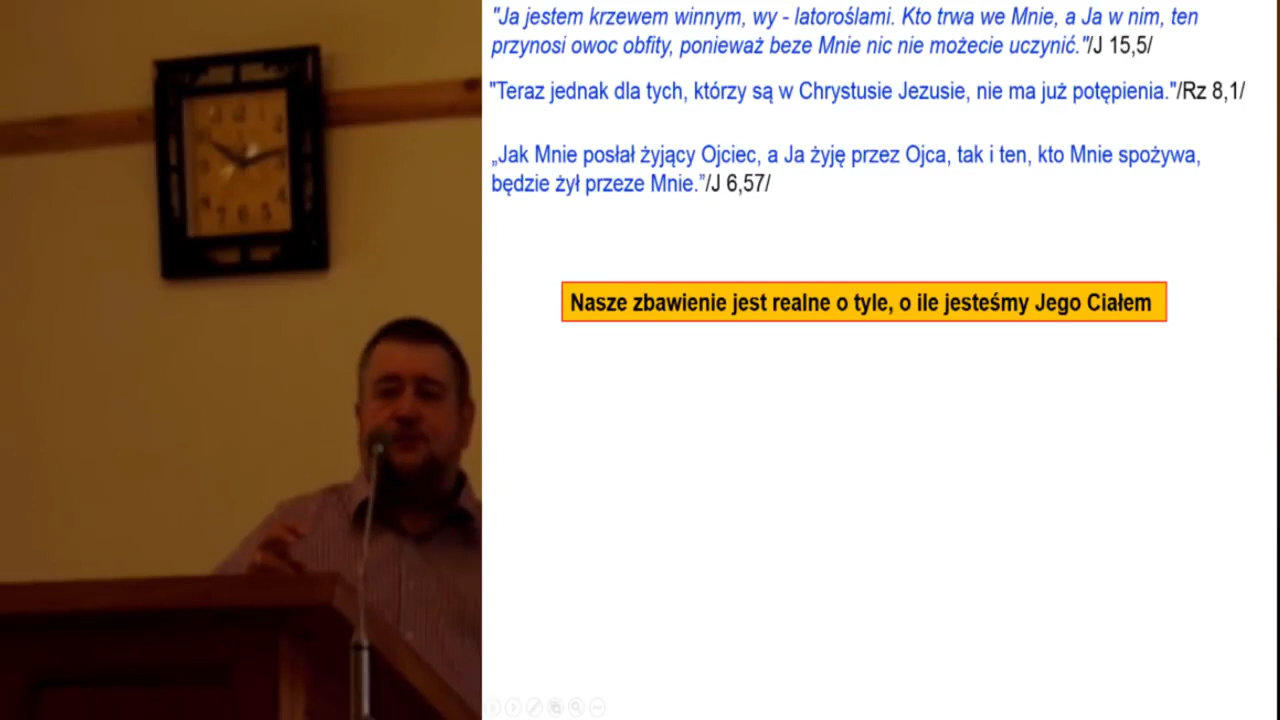 "Ja jestem krzewem winnym, wy - latoroślami. Kto trwa we Mnie, a Ja w nim, ten
przynosi owoc obfity, ponieważ beze Mnie nic nie możecie uczynić."/J 15,5/
"Teraz jednak dla tych, którzy są w Chrystusie Jezusie, nie ma już potępienia."/Rz 8,1/
„Jak Mnie posłał żyjący Ojciec, a Ja żyję przez Ojca, tak i ten, kto Mnie spożywa,
będzie żył przeze Mnie.”/J 6,57/
Nasze zbawienie jest realne o tyle, o ile jesteśmy Jego Ciałem